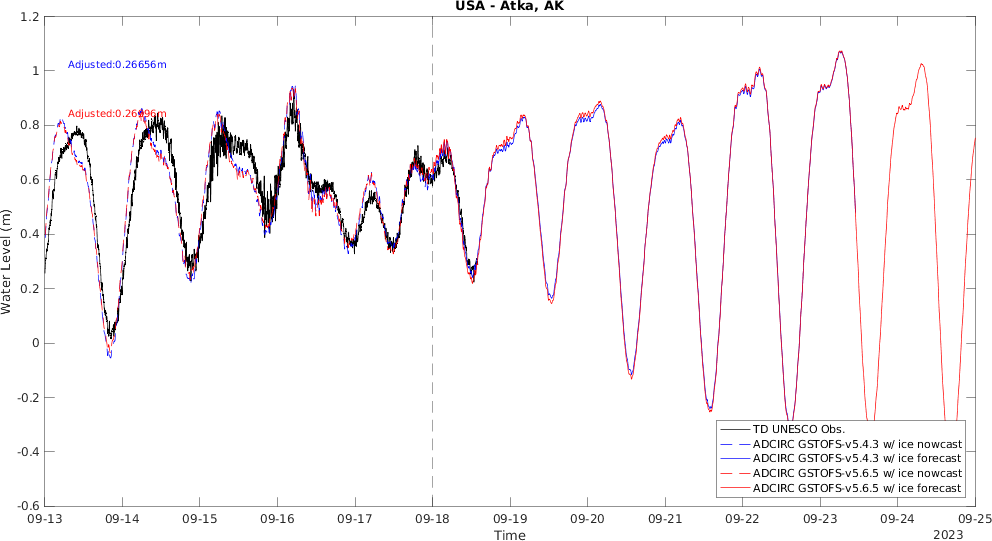 USA - Atka, AK
1.2
1
0.8
0.6
0.4
0.2
0
-0.2
-0.4
-0.6
Water Level (m)
Adjusted:0.26656m
TD UNESCO Obs.
ADCIRC GSTOFS-v5.4.3 w/ ice nowcast
ADCIRC GSTOFS-v5.4.3 w/ ice forecast
ADCIRC GSTOFS-v5.6.5 w/ ice nowcast
ADCIRC GSTOFS-v5.6.5 w/ ice forecast
09-13 09-14 09-15 09-16 09-17 09-18 09-19 09-20 09-21 09-22 09-23 09-24 09-25
Time
2023